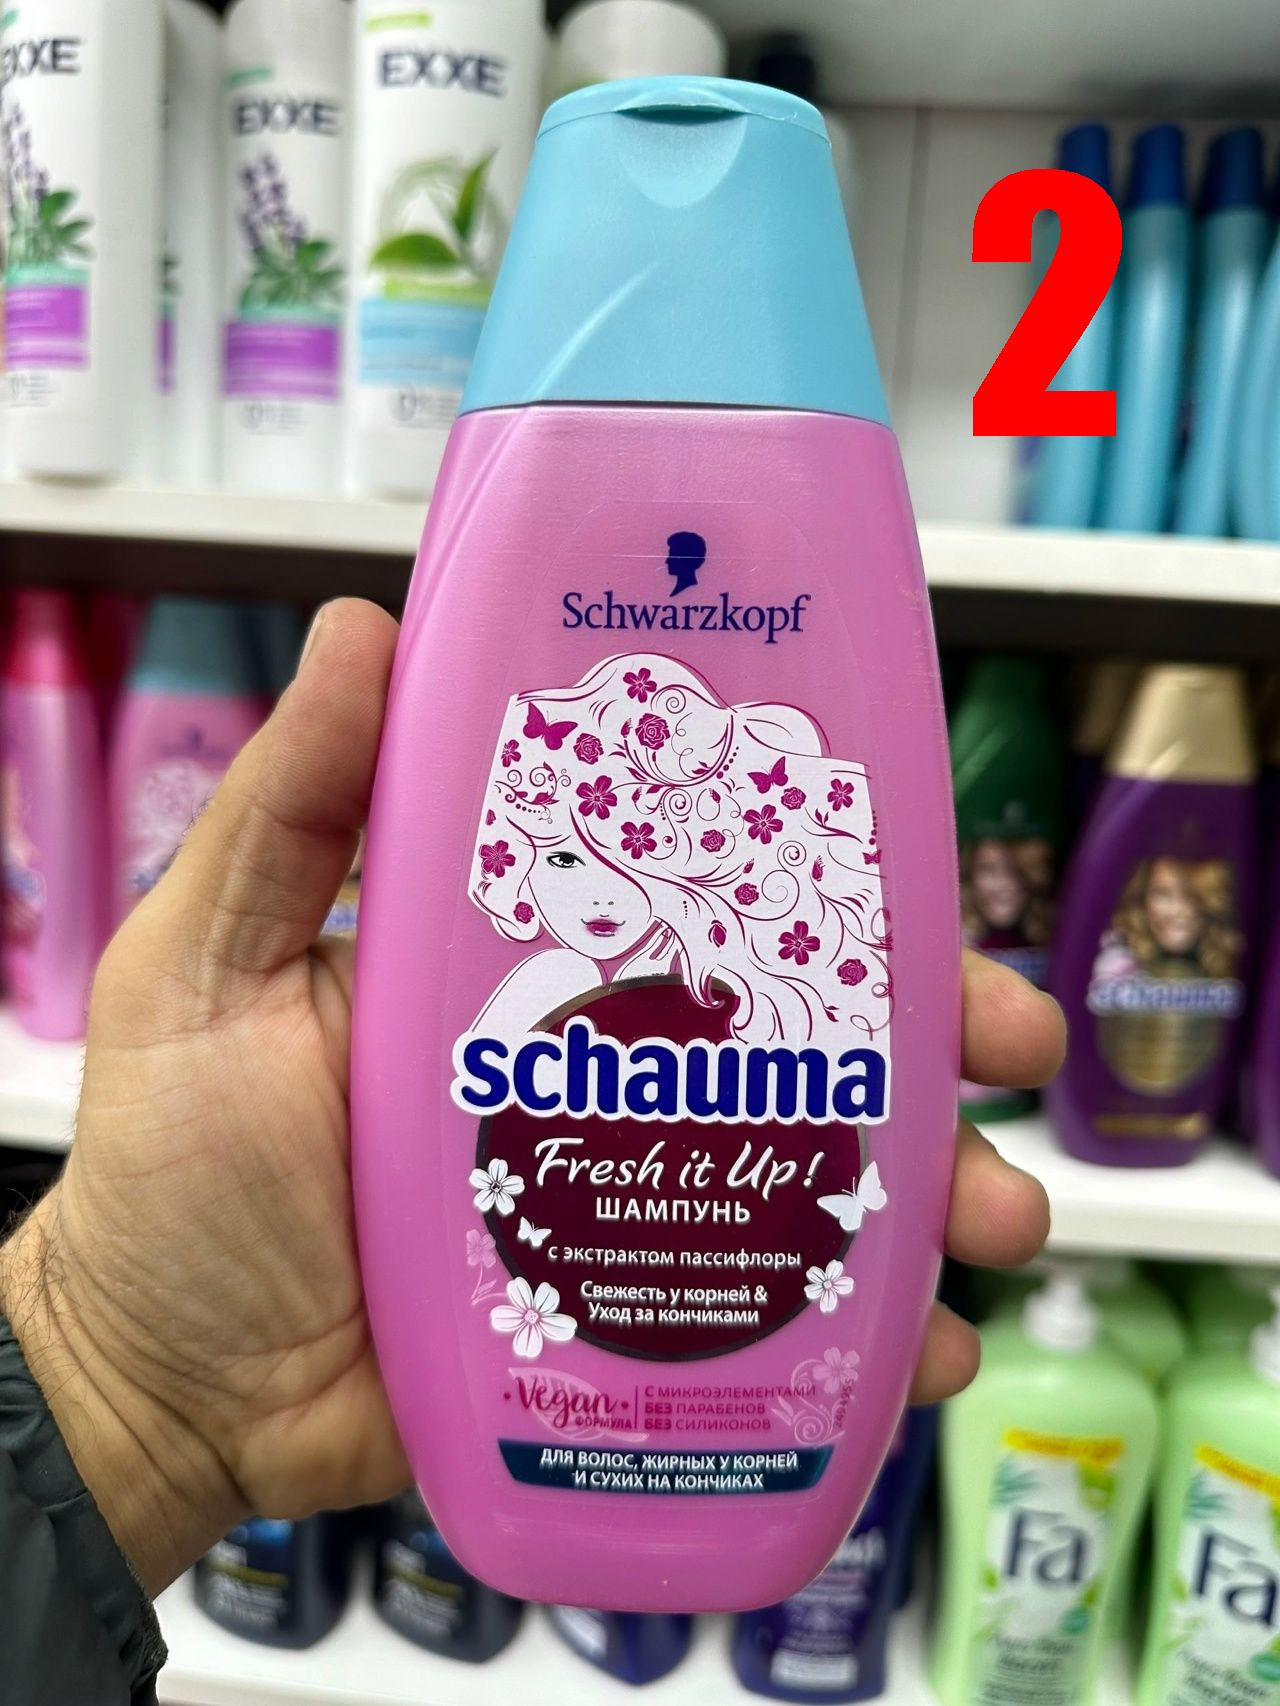 EXXE
EXXE
EXXE
2
Schwarzkopf
schauma
Fresh it Up!
ШАМПУНЬ
с экстрактом пассифлоры
Свежесть у корней &
Уход за кончиками
Vegan
ФОРМУЛА
С МИКРОЭЛЕМЕНТАМИ
БЕЗ ПАРАБЕНОВ
БЕЗ СИЛИКОНОВ
ДЛЯ ВОЛОС, ЖИРНЫХ У КОРНЕЙ
И СУХИХ НА КОНЧИКАХ
schauma
Fa
Fa